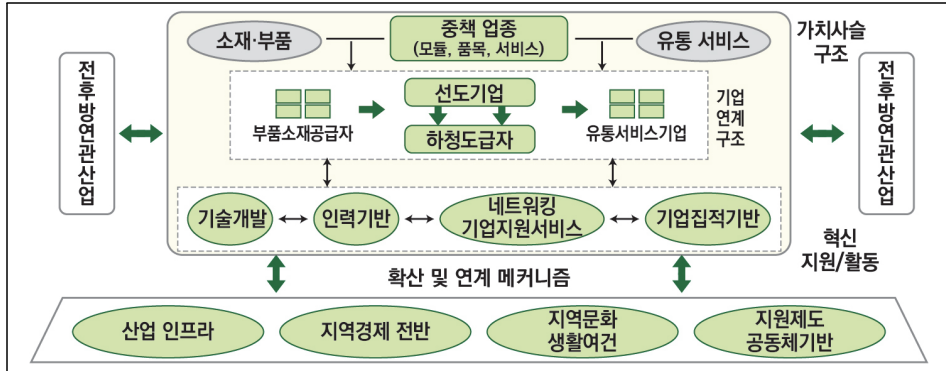 소재·부품
중책 업종
(모듈, 품목, 서비스)
유통 서비스
가치사슬
구조
전후방연관산업
부품소재공급자
선도기업
하청도급자
유통서비스기업
기업
연계
구조
전후방연관산업
기술개발
인력기반
네트워킹
기업지원서비스
기업집적기반
혁신
지원/활동
확산 및 연계 메커니즘
산업 인프라
지역경제 전반
지역문화
생활여건
지원제도
공동체기반